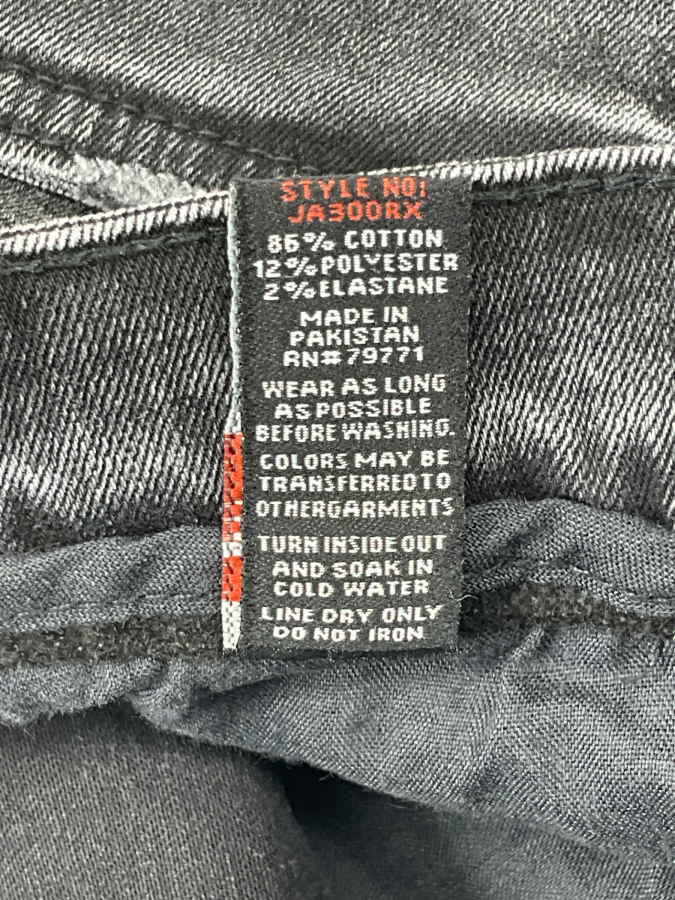 STYLE NO:
JA300RX
86% COTTON
12% POLYESTER
2% ELASTANE
MADE IN
PAKISTAN
RN# 79771
WEAR AS LONG
AS POSSIBLE
BEFORE WASHING.
COLORS MAY BE
TRANSFERRED TO
OTHERGARMENTS
TURN INSIDE OUT
AND SOAK IN
COLD WATER
LINE DRY ONLY
DO NOT IRON